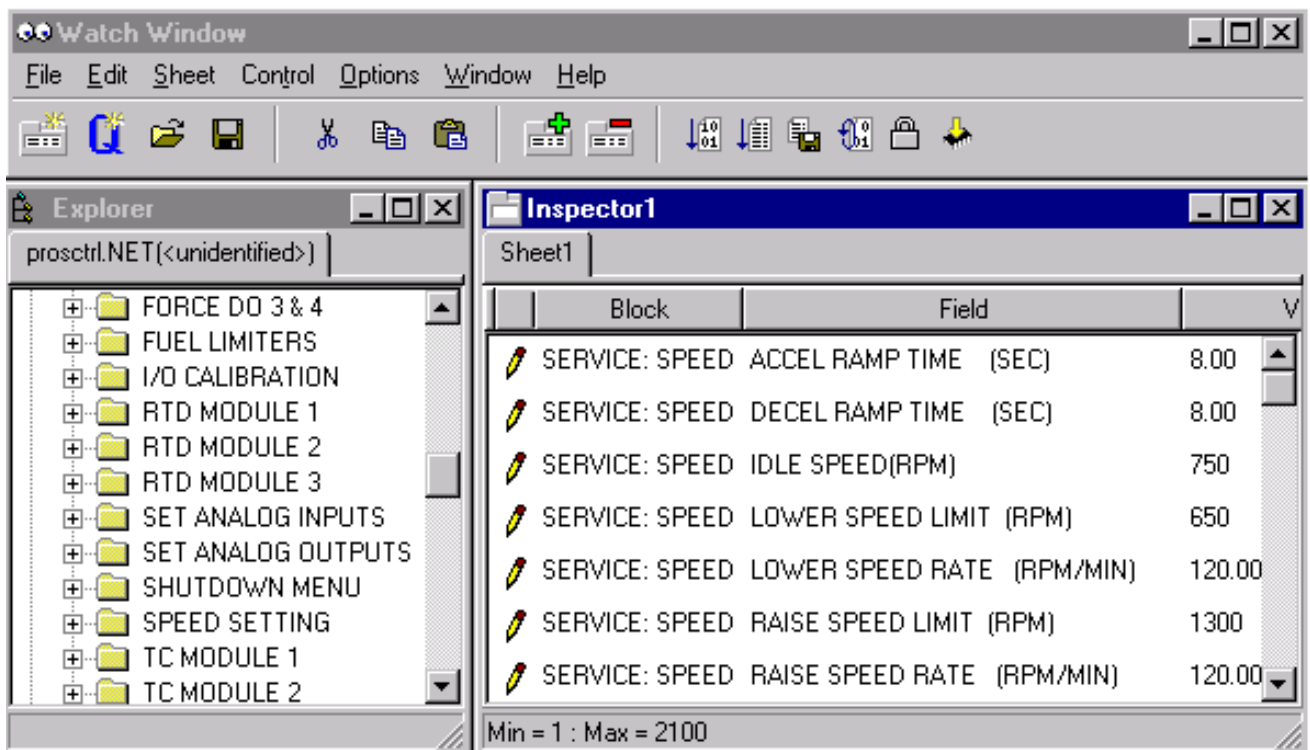 Watch Window
File Edit Sheet Control Options Window Help
Explorer
prosctrl.NET(<unidentified>)
FORCE DO 3 & 4
FUEL LIMITERS
I/O CALIBRATION
RTD MODULE 1
RTD MODULE 2
RTD MODULE 3
SET ANALOG INPUTS
SET ANALOG OUTPUTS
SHUTDOWN MENU
SPEED SETTING
TC MODULE 1
TC MODULE 2
Inspector1
Sheet1
Block Field V
SERVICE: SPEED ACCEL RAMP TIME (SEC) 8.00
SERVICE: SPEED DECEL RAMP TIME (SEC) 8.00
SERVICE: SPEED IDLE SPEED(RPM) 750
SERVICE: SPEED LOWER SPEED LIMIT (RPM) 650
SERVICE: SPEED LOWER SPEED RATE (RPM/MIN) 120.00
SERVICE: SPEED RAISE SPEED LIMIT (RPM) 1300
SERVICE: SPEED RAISE SPEED RATE (RPM/MIN) 120.00
Min = 1 : Max = 2100